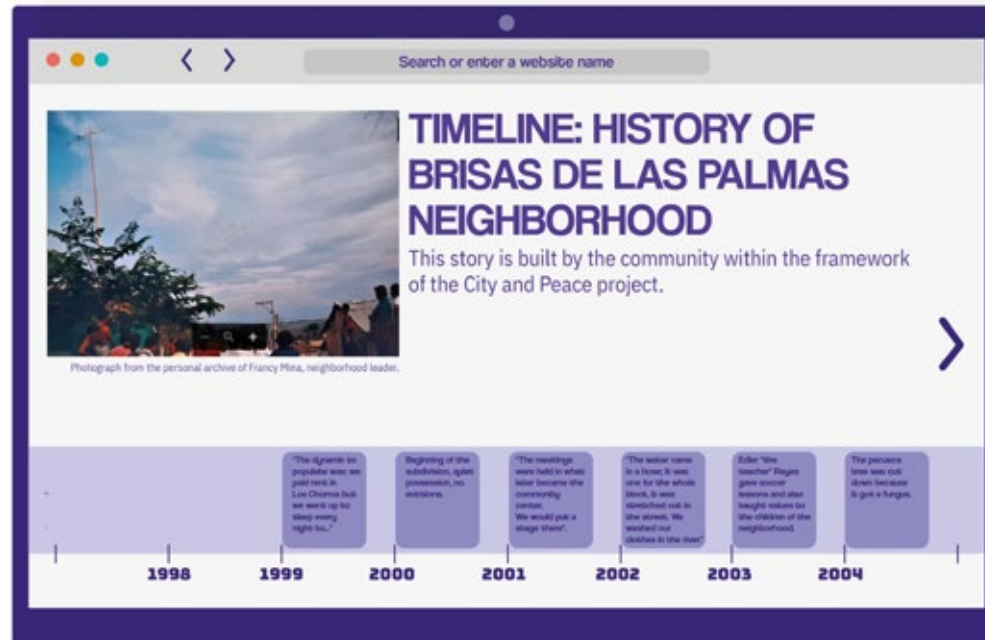 Search or enter a website name
TIMELINE: HISTORY OF
BRISAS DE LAS PALMAS
NEIGHBORHOOD
This story is built by the community within the framework
of the City and Peace project.
Photograph from the personal archive of Francy Mina, neighborhood leader.
"The dynamic to
populate was: we
paid rent in
Los Chorros but
we went up to
sleep every
night to..."
Beginning of the
subdivision, quiet
possession, no
evictions.
"The meetings
were held in what
later became the
community
center.
We would put a
stage there".
"The water came
in a hose; it was
one for the whole
block, it was
stretched out in
the street. We
washed our
clothes in the river."
"the
teacher" Reyes
gave soccer
lessons and also
taught values to
the children of the
neighborhood.
The
tree was cut
down because
it got a fungus.
1998
1999
2000
2001
2002
2003
2004